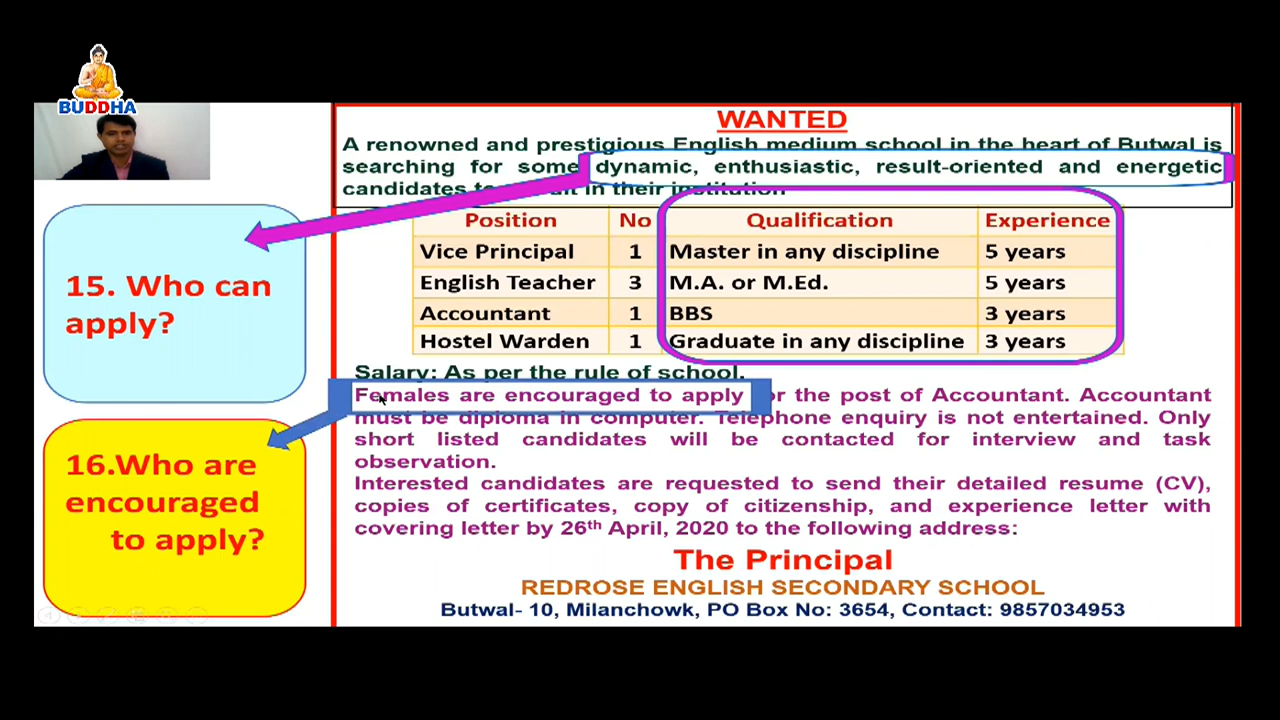 BUDDHA
WANTED
A renowned and prestigious English medium school in the heart of Butwal is
searching for some dynamic, enthusiastic, result-oriented and energetic
candidates to in their institution
Position No Qualification Experience
Vice Principal 1 Master in any discipline 5 years
English Teacher 3 M.A. or M.Ed. 5 years
Accountant 1 BBS 3 years
Hostel Warden 1 Graduate in any discipline 3 years
Salary: As per the rule of school.
Females are encouraged to apply for the post of Accountant. Accountant
must be diploma in computer. Telephone enquiry is not entertained. Only
short listed candidates will be contacted for interview and task
observation.
Interested candidates are requested to send their detailed resume (CV),
copies of certificates, copy of citizenship, and experience letter with
covering letter by 26th April, 2020 to the following address:
The Principal
REDROSE ENGLISH SECONDARY SCHOOL
Butwal- 10, Milanchowk, PO Box No: 3654, Contact: 9857034953
15. Who can
apply?
16.Who are
encouraged
to apply?